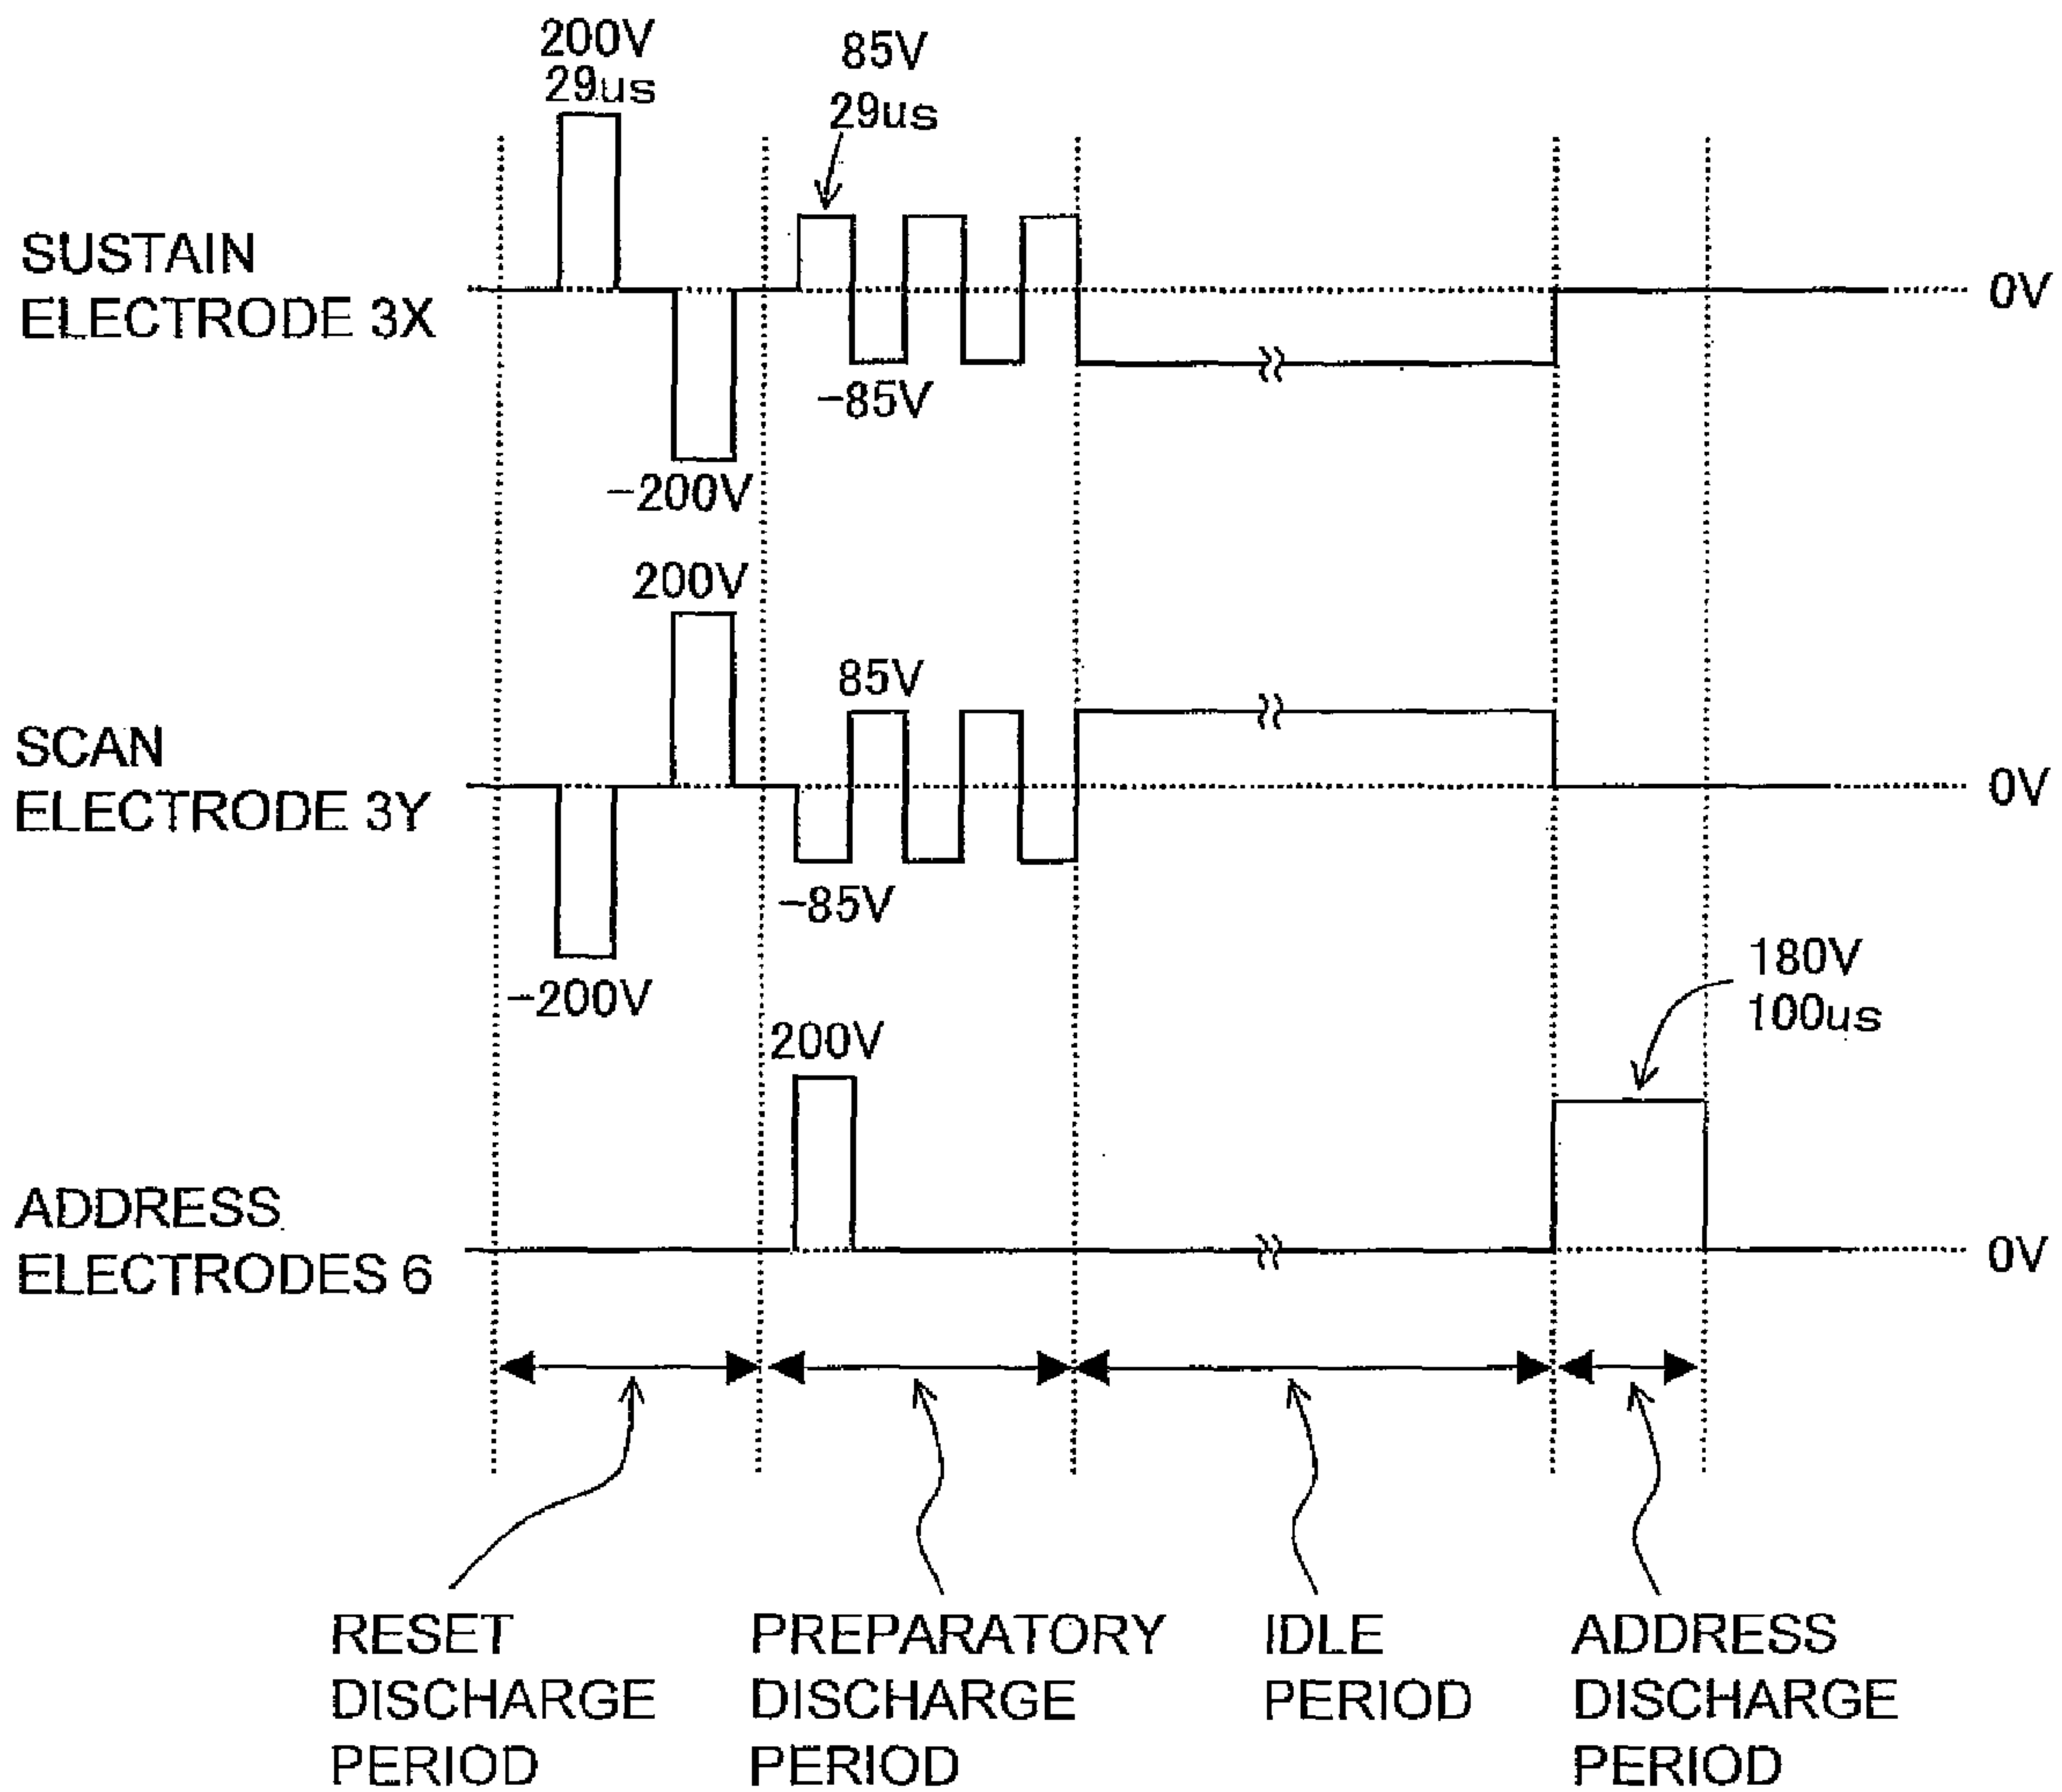 200V
29us
85V
29us
SUSTAIN
ELECTRODE 3X
0V
-85V
-200V
200V
85V
SCAN
ELECTRODE 3Y
0V
-85V
-200V
180V
100us
200V
ADDRESS
ELECTRODES 6
0V
RESET
DISCHARGE
PERIOD
PREPARATORY
DISCHARGE
PERIOD
IDLE
PERIOD
ADDRESS
DISCHARGE
PERIOD